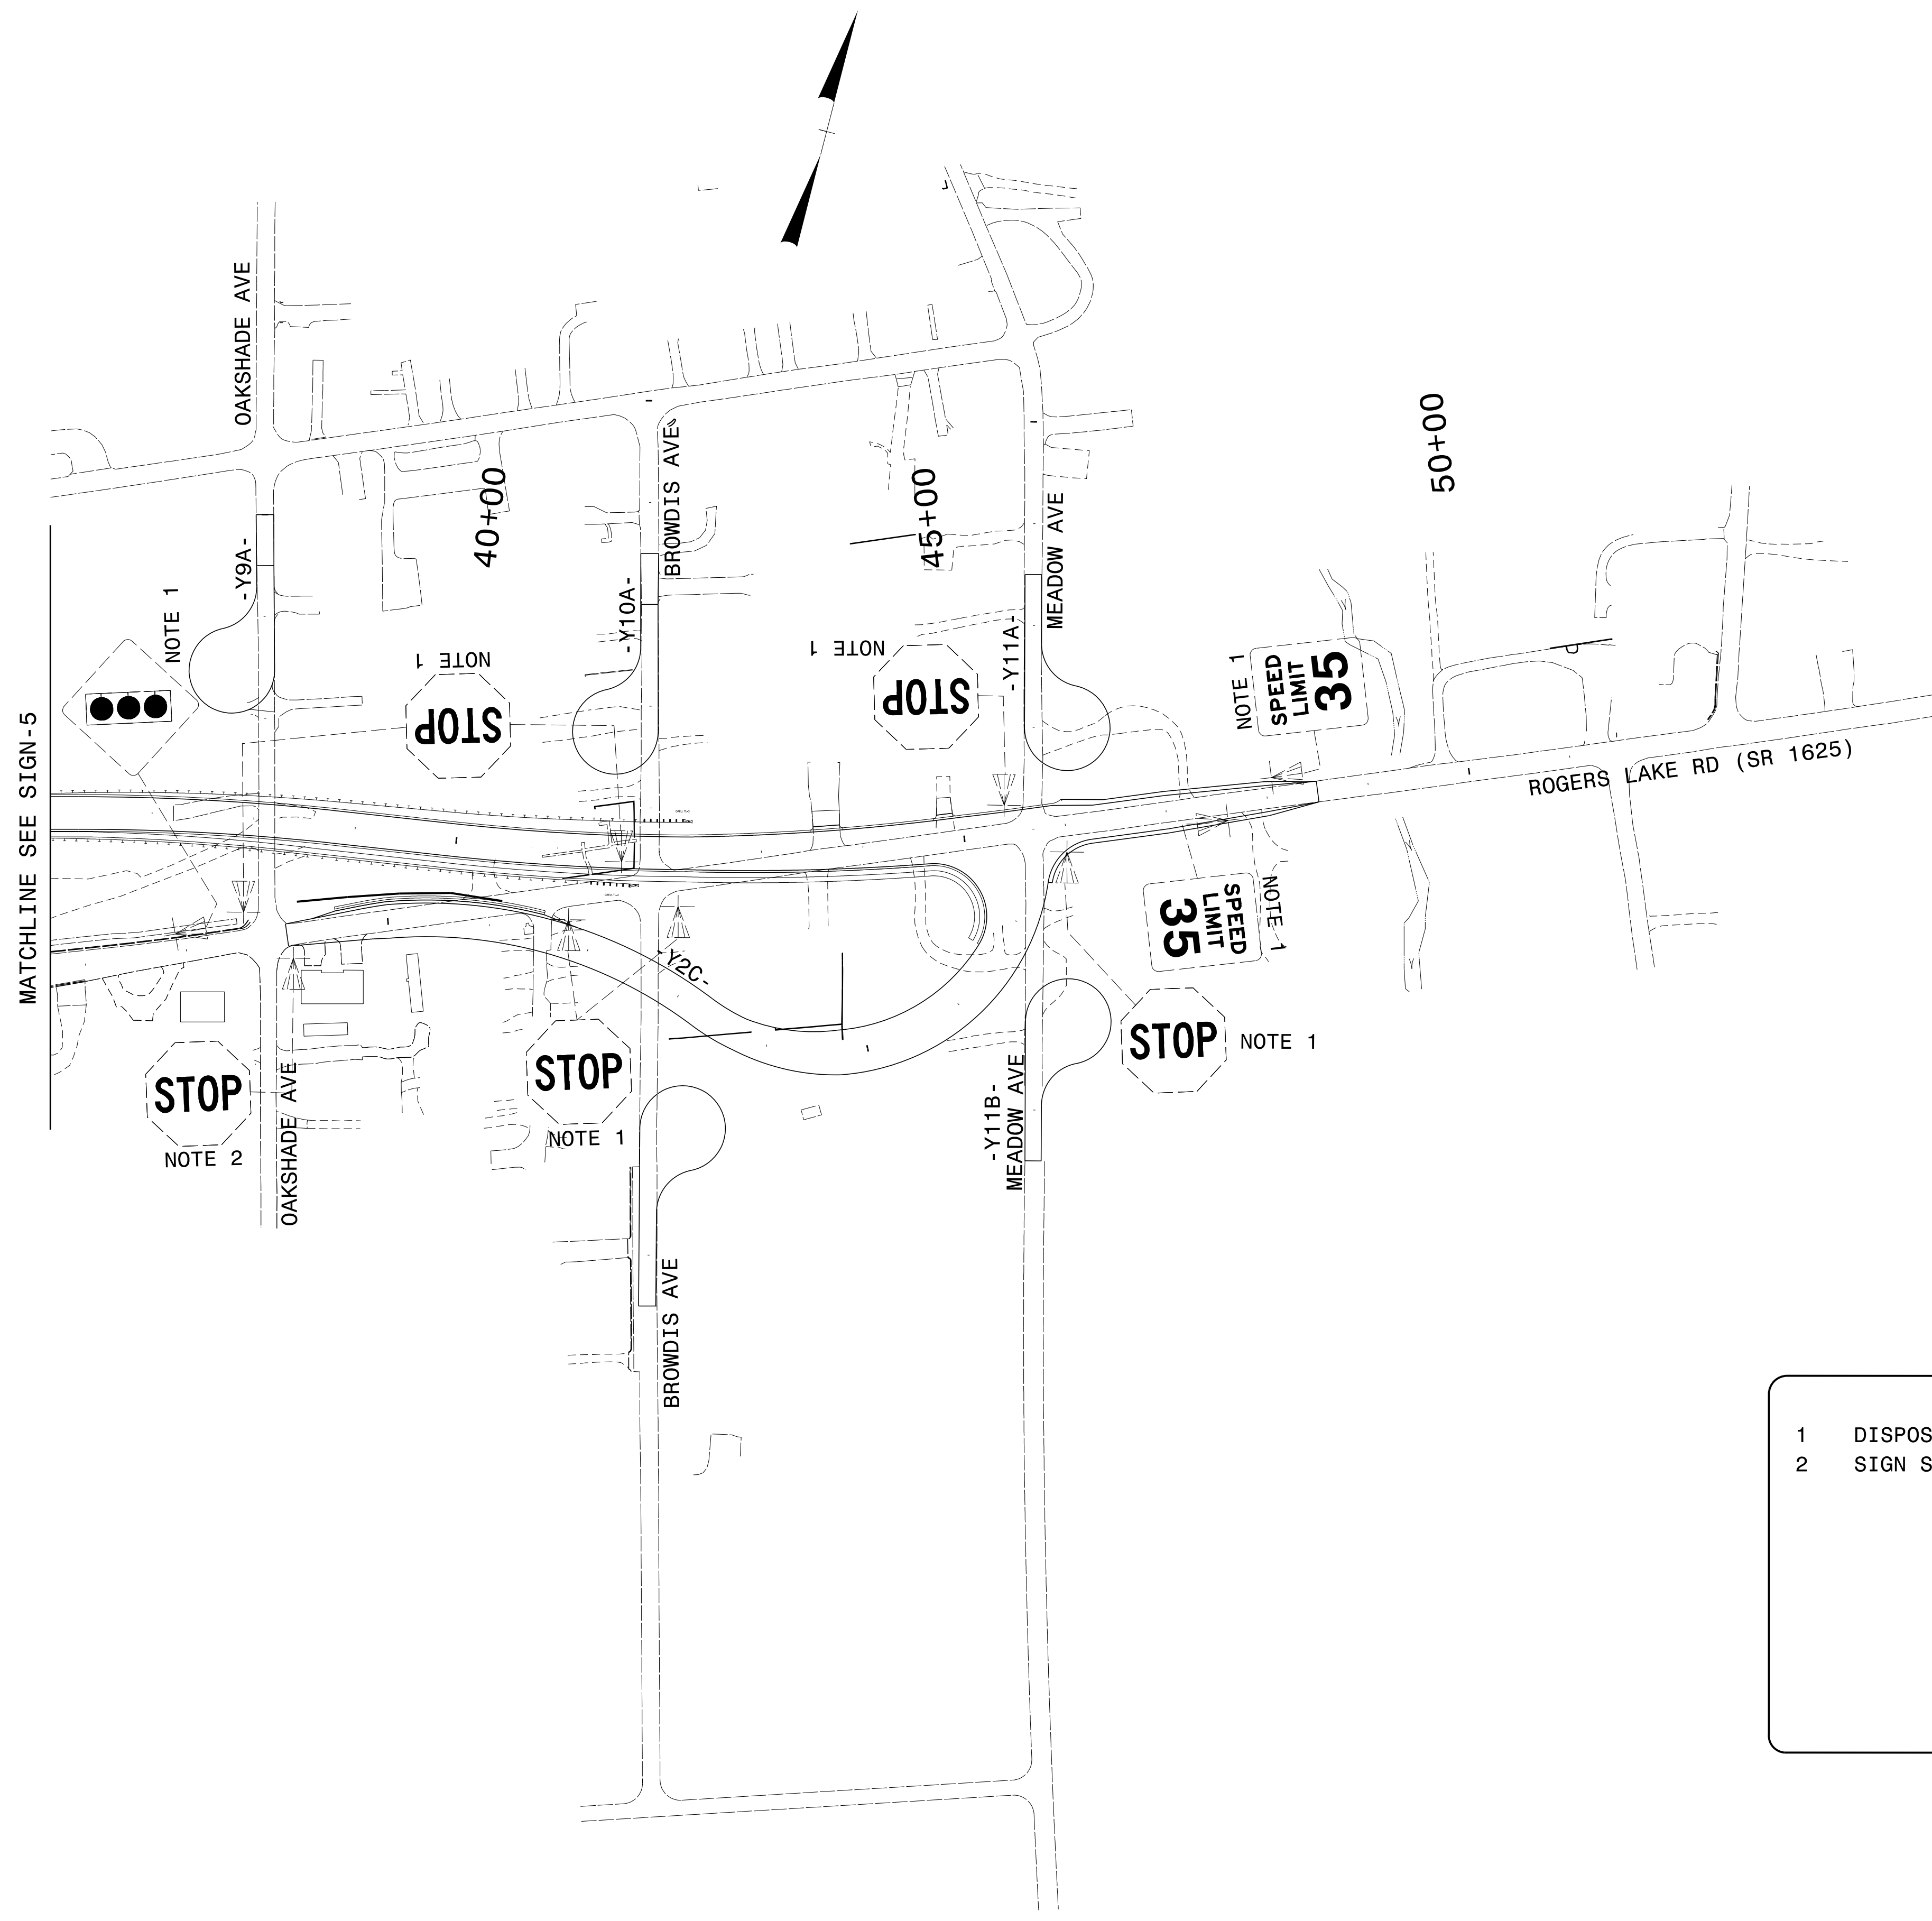 OAKSHADE AVE
-Y9A-
NOTE 1
40+00
BROWDIS AVE
-Y10A-
NOTE 1
STOP
45+00
MEADOW AVE
-Y11A-
NOTE 1
STOP
NOTE 1
SPEED
LIMIT
35
50+00
ROGERS LAKE RD (SR 1625)
MATCHLINE SEE SIGN-5
-Y2C-
SPEED
LIMIT
35
NOTE 1
STOP
NOTE 1
STOP
NOTE 1
STOP
NOTE 2
OAKSHADE AVE
-Y11B-
MEADOW AVE
BROWDIS AVE
1 DISPOS
2 SIGN S